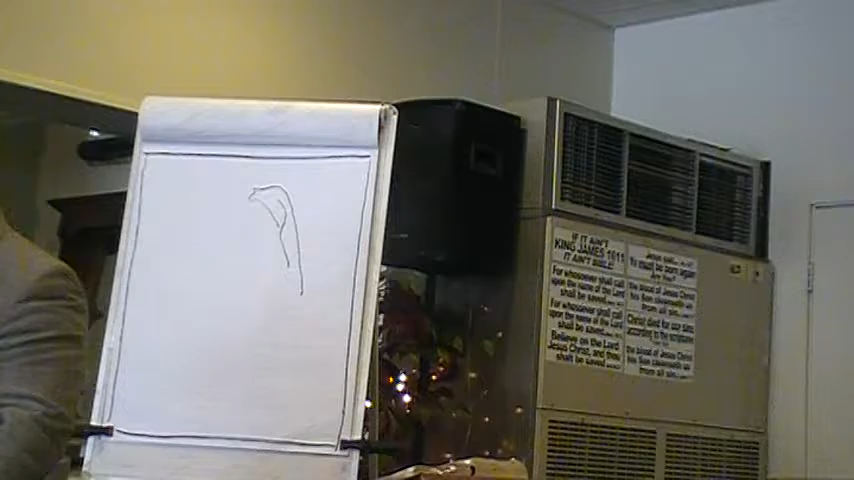 IF IT AIN'T
KING JAMES 1611
IT AIN'T BIBLE!
For whosoever shall call
upon the name of the Lord
shall be saved.
For whosoever shall call
upon the name of the Lord
shall be saved.
Believe on the Lord
Jesus Christ, and thou
shalt be saved
Jesus said
Ye must be born again
Are You?
the blood of Jesus Christ
his Son cleanseth us
from all sin.
Christ died for our sins
according to the scriptures
the blood of Jesus Christ
his Son cleanseth us
from all sin.